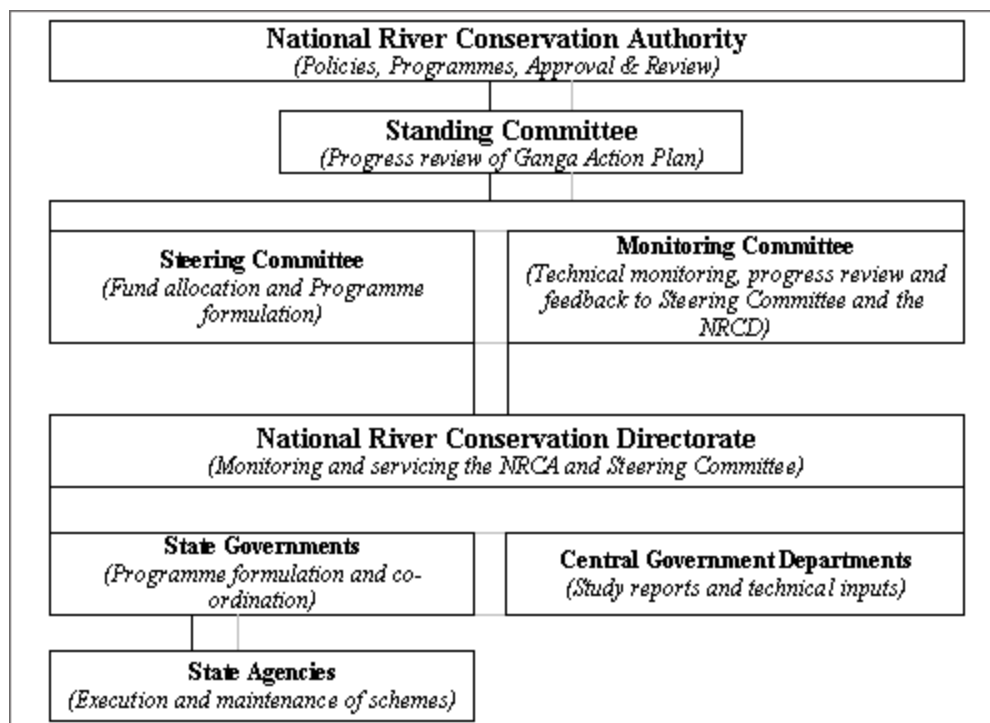 National River Conservation Authority
(Policies, Programmes, Approval & Review)
Standing Committee
(Progress review of Ganga Action Plan)
Steering Committee
(Fund allocation and Programme
formulation)
Monitoring Committee
(Technical monitoring, progress review and
feedback to Steering Committee and the
NRCD)
National River Conservation Directorate
(Monitoring and servicing the NRCA and Steering Committee)
State Governments
(Programme formulation and co-
ordination)
Central Government Departments
(Study reports and technical inputs)
State Agencies
(Execution and maintenance of schemes)